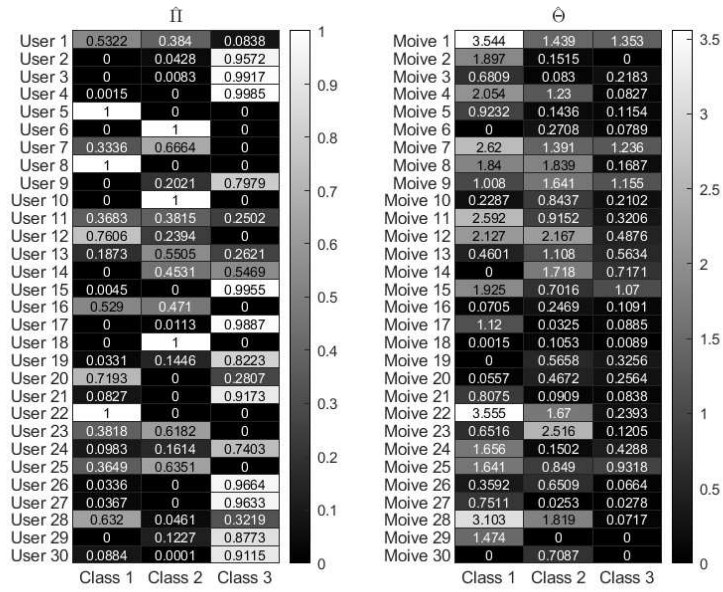 Π̂ Θ̂
User 1 0.5322 0.384 0.0838 1 Moive 1 3.544 1.439 1.353 3.5
User 2 0 0.0428 0.9572 Moive 2 1.897 0.1515 0
User 3 0 0.0083 0.9917 Moive 3 0.6809 0.083 0.2183
User 4 0.0015 0 0.9985 0.9 Moive 4 2.054 1.23 0.0827
User 5 1 0 0 Moive 5 0.9232 0.1436 0.1154 3
User 6 0 1 0 Moive 6 0 0.2708 0.0789
User 7 0.3336 0.6664 0 0.8 Moive 7 2.62 1.391 1.236
User 8 1 0 0 Moive 8 1.84 1.839 0.1687
User 9 0 0.2021 0.7979 Moive 9 1.008 1.641 1.155
User 10 0 1 0 0.7 Moive 10 0.2287 0.8437 0.2102 2.5
User 11 0.3683 0.3815 0.2502 Moive 11 2.592 0.9152 0.3206
User 12 0.7606 0.2394 0 Moive 12 2.127 2.167 0.4876
User 13 0.1873 0.5505 0.2621 0.6 Moive 13 0.4601 1.108 0.5634
User 14 0 0.4531 0.5469 Moive 14 0 1.718 0.7171 2
User 15 0.0045 0 0.9955 Moive 15 1.925 0.7016 1.07
User 16 0.529 0.471 0 0.5 Moive 16 0.0705 0.2469 0.1091
User 17 0 0.0113 0.9887 Moive 17 1.12 0.0325 0.0885
User 18 0 1 0 Moive 18 0.0015 0.1053 0.0089 1.5
User 19 0.0331 0.1446 0.8223 0.4 Moive 19 0 0.5658 0.3256
User 20 0.7193 0 0.2807 Moive 20 0.0557 0.4672 0.2564
User 21 0.0827 0 0.9173 Moive 21 0.8075 0.0909 0.0838
User 22 1 0 0 0.3 Moive 22 3.555 1.67 0.2393 1
User 23 0.3818 0.6182 0 Moive 23 0.6516 2.516 0.1205
User 24 0.0983 0.1614 0.7403 Moive 24 1.656 0.1502 0.4288
User 25 0.3649 0.6351 0 0.2 Moive 25 1.641 0.849 0.9318
User 26 0.0336 0 0.9664 Moive 26 0.3592 0.6509 0.0664 0.5
User 27 0.0367 0 0.9633 Moive 27 0.7511 0.0253 0.0278
User 28 0.632 0.0461 0.3219 0.1 Moive 28 3.103 1.819 0.0717
User 29 0 0.1227 0.8773 Moive 29 1.474 0 0
User 30 0.0884 0.0001 0.9115 0 Moive 30 0 0.7087 0 0
Class 1 Class 2 Class 3 Class 1 Class 2 Class 3